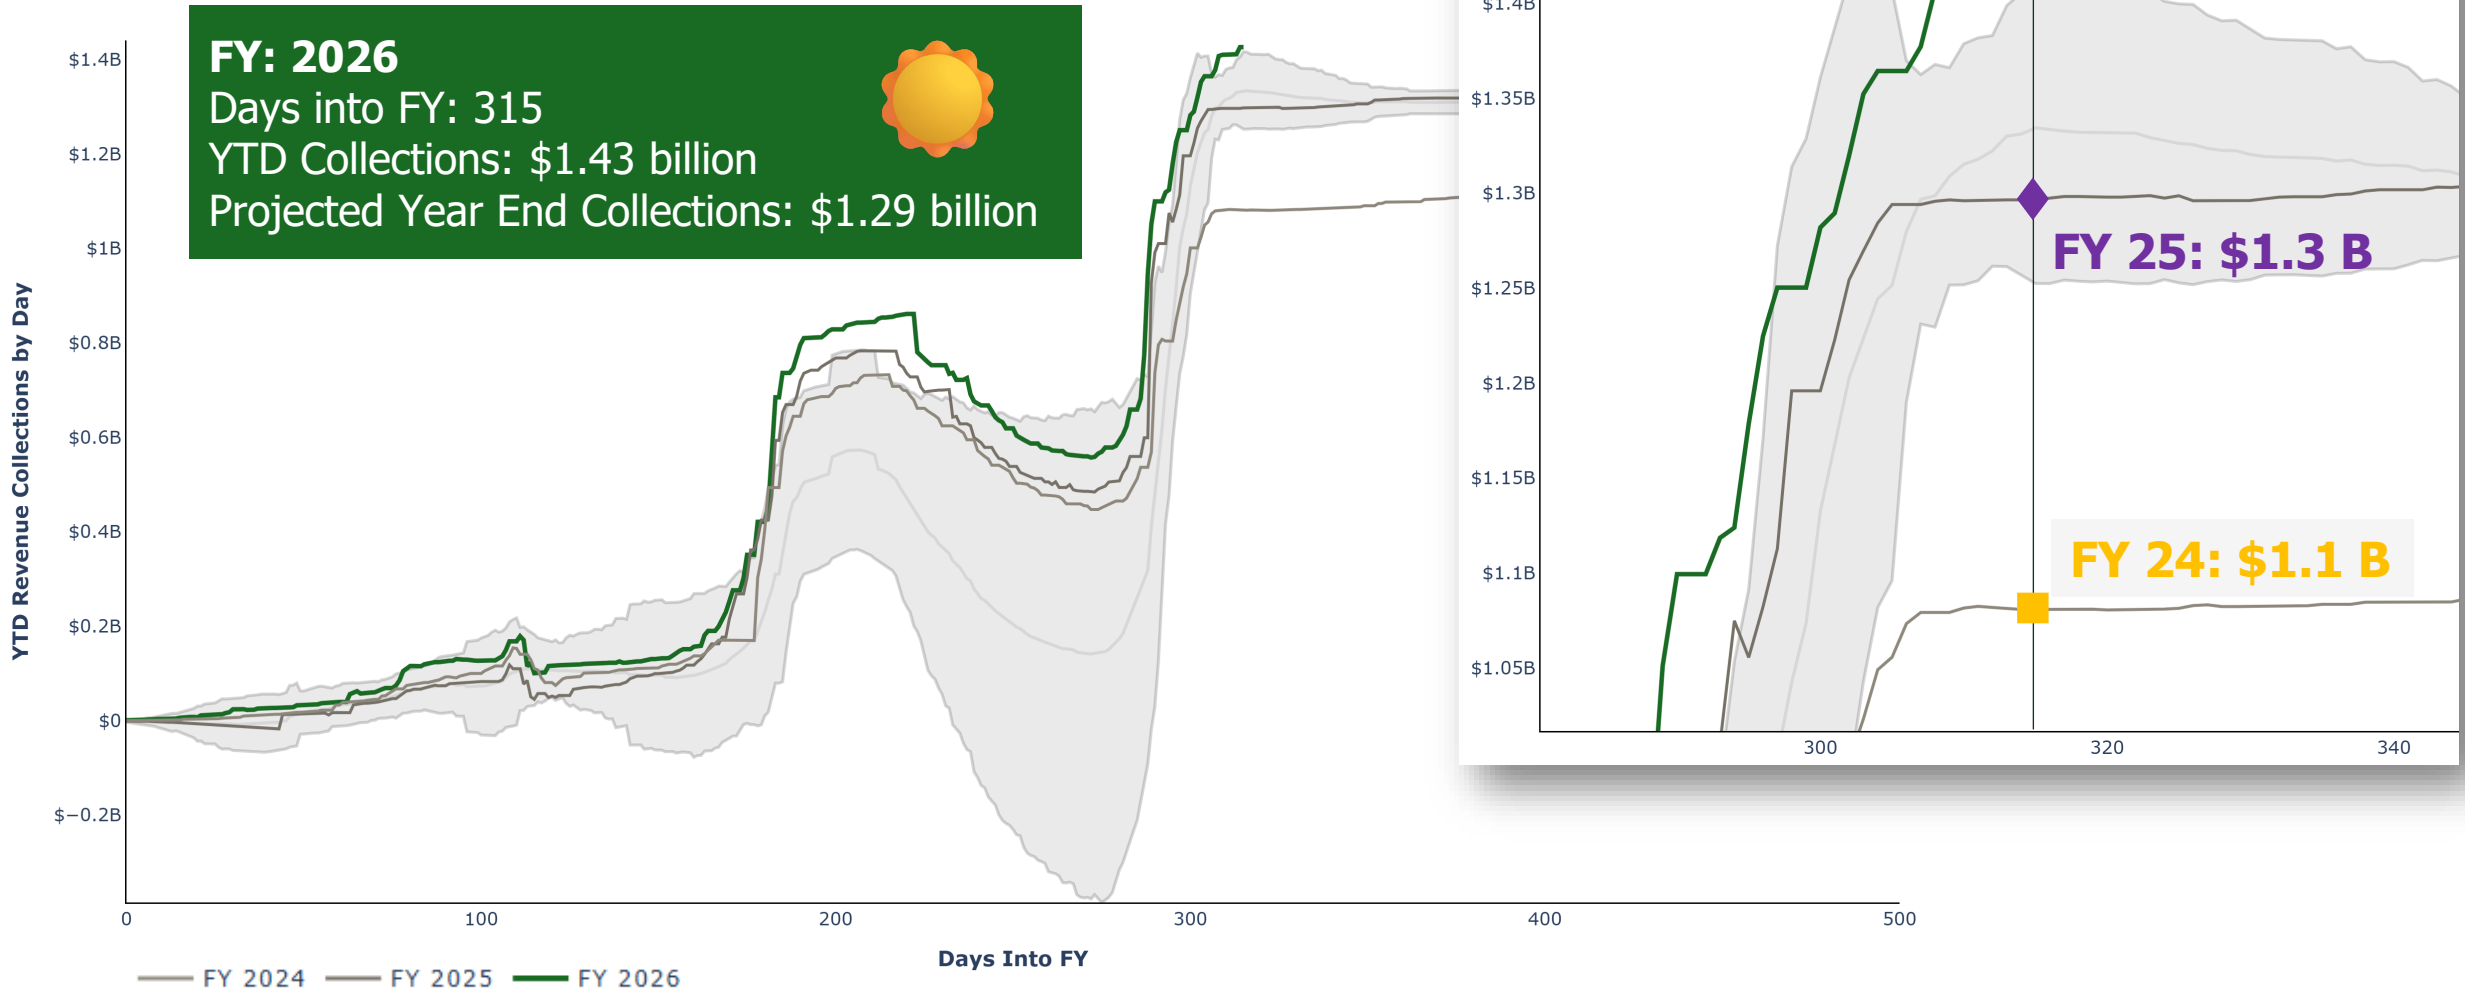 FY: 2026
Days into FY: 315
YTD Collections: $1.43 billion
Projected Year End Collections: $1.29 billion
YTD Revenue Collections by Day
$1.4B
$1.2B
$1B
$0.8B
$0.6B
$0.4B
$0.2B
$0
$−0.2B
0
100
200
300
400
500
Days Into FY
FY 2024
FY 2025
FY 2026
$1.4B
$1.35B
$1.3B
$1.25B
$1.2B
$1.15B
$1.1B
$1.05B
FY 25: $1.3 B
FY 24: $1.1 B
300
320
340